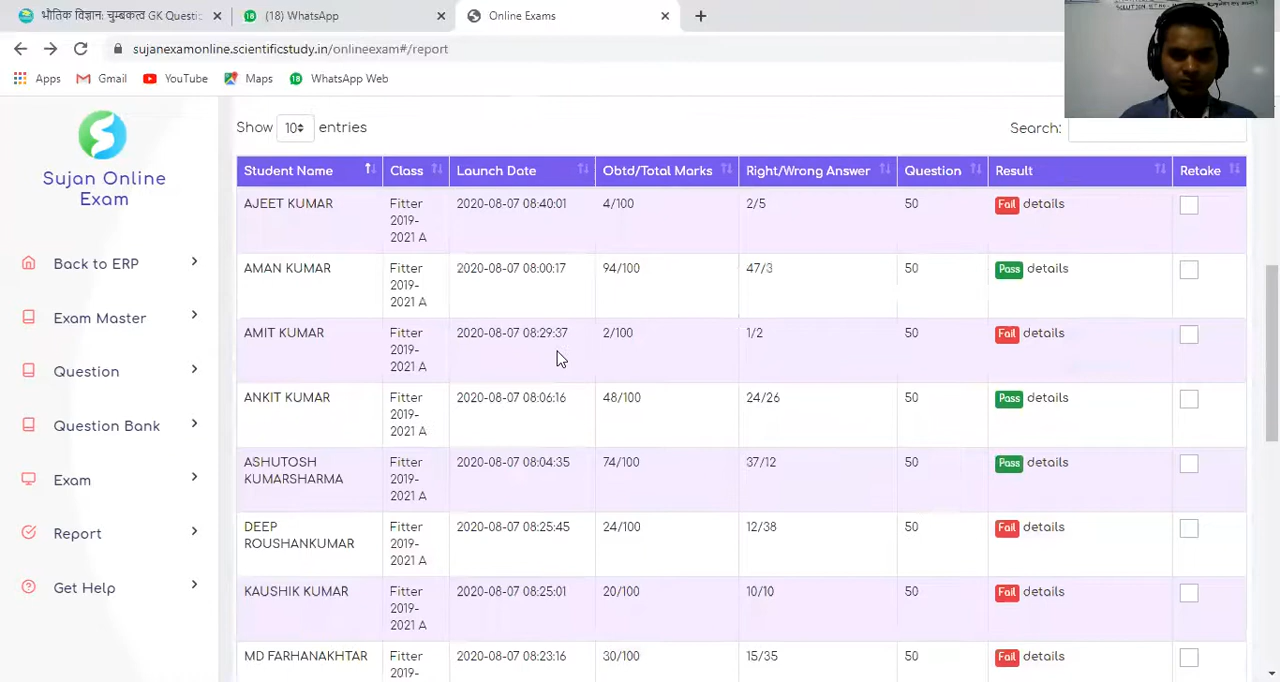 भौतिक विज्ञान: चुम्बकत्व GK Questi
(18) WhatsApp
Online Exams
sujanexamonline.scientificstudy.in/onlineexam#/report
Apps Gmail YouTube Maps WhatsApp Web
Sujan Online
Exam
Back to ERP
Exam Master
Question
Question Bank
Exam
Report
Get Help
Show 10 entries Search:
Student Name Class Launch Date Obtd/Total Marks Right/Wrong Answer Question Result Retake
AJEET KUMAR Fitter 2020-08-07 08:40:01 4/100 2/5 50 Fail details
2019-
2021 A
AMAN KUMAR Fitter 2020-08-07 08:00:17 94/100 47/3 50 Pass details
2019-
2021 A
AMIT KUMAR Fitter 2020-08-07 08:29:37 2/100 1/2 50 Fail details
2019-
2021 A
ANKIT KUMAR Fitter 2020-08-07 08:06:16 48/100 24/26 50 Pass details
2019-
2021 A
ASHUTOSH Fitter 2020-08-07 08:04:35 74/100 37/12 50 Pass details
KUMARSHARMA 2019-
2021 A
DEEP Fitter 2020-08-07 08:25:45 24/100 12/38 50 Fail details
ROUSHANKUMAR 2019-
2021 A
KAUSHIK KUMAR Fitter 2020-08-07 08:25:01 20/100 10/10 50 Fail details
2019-
2021 A
MD FARHANAKHTAR Fitter 2020-08-07 08:23:16 30/100 15/35 50 Fail details
2019-